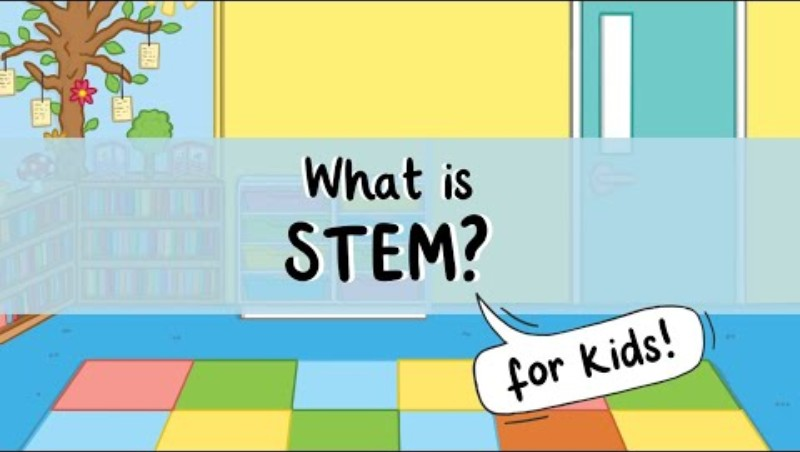 What is
STEM?
for Kids!